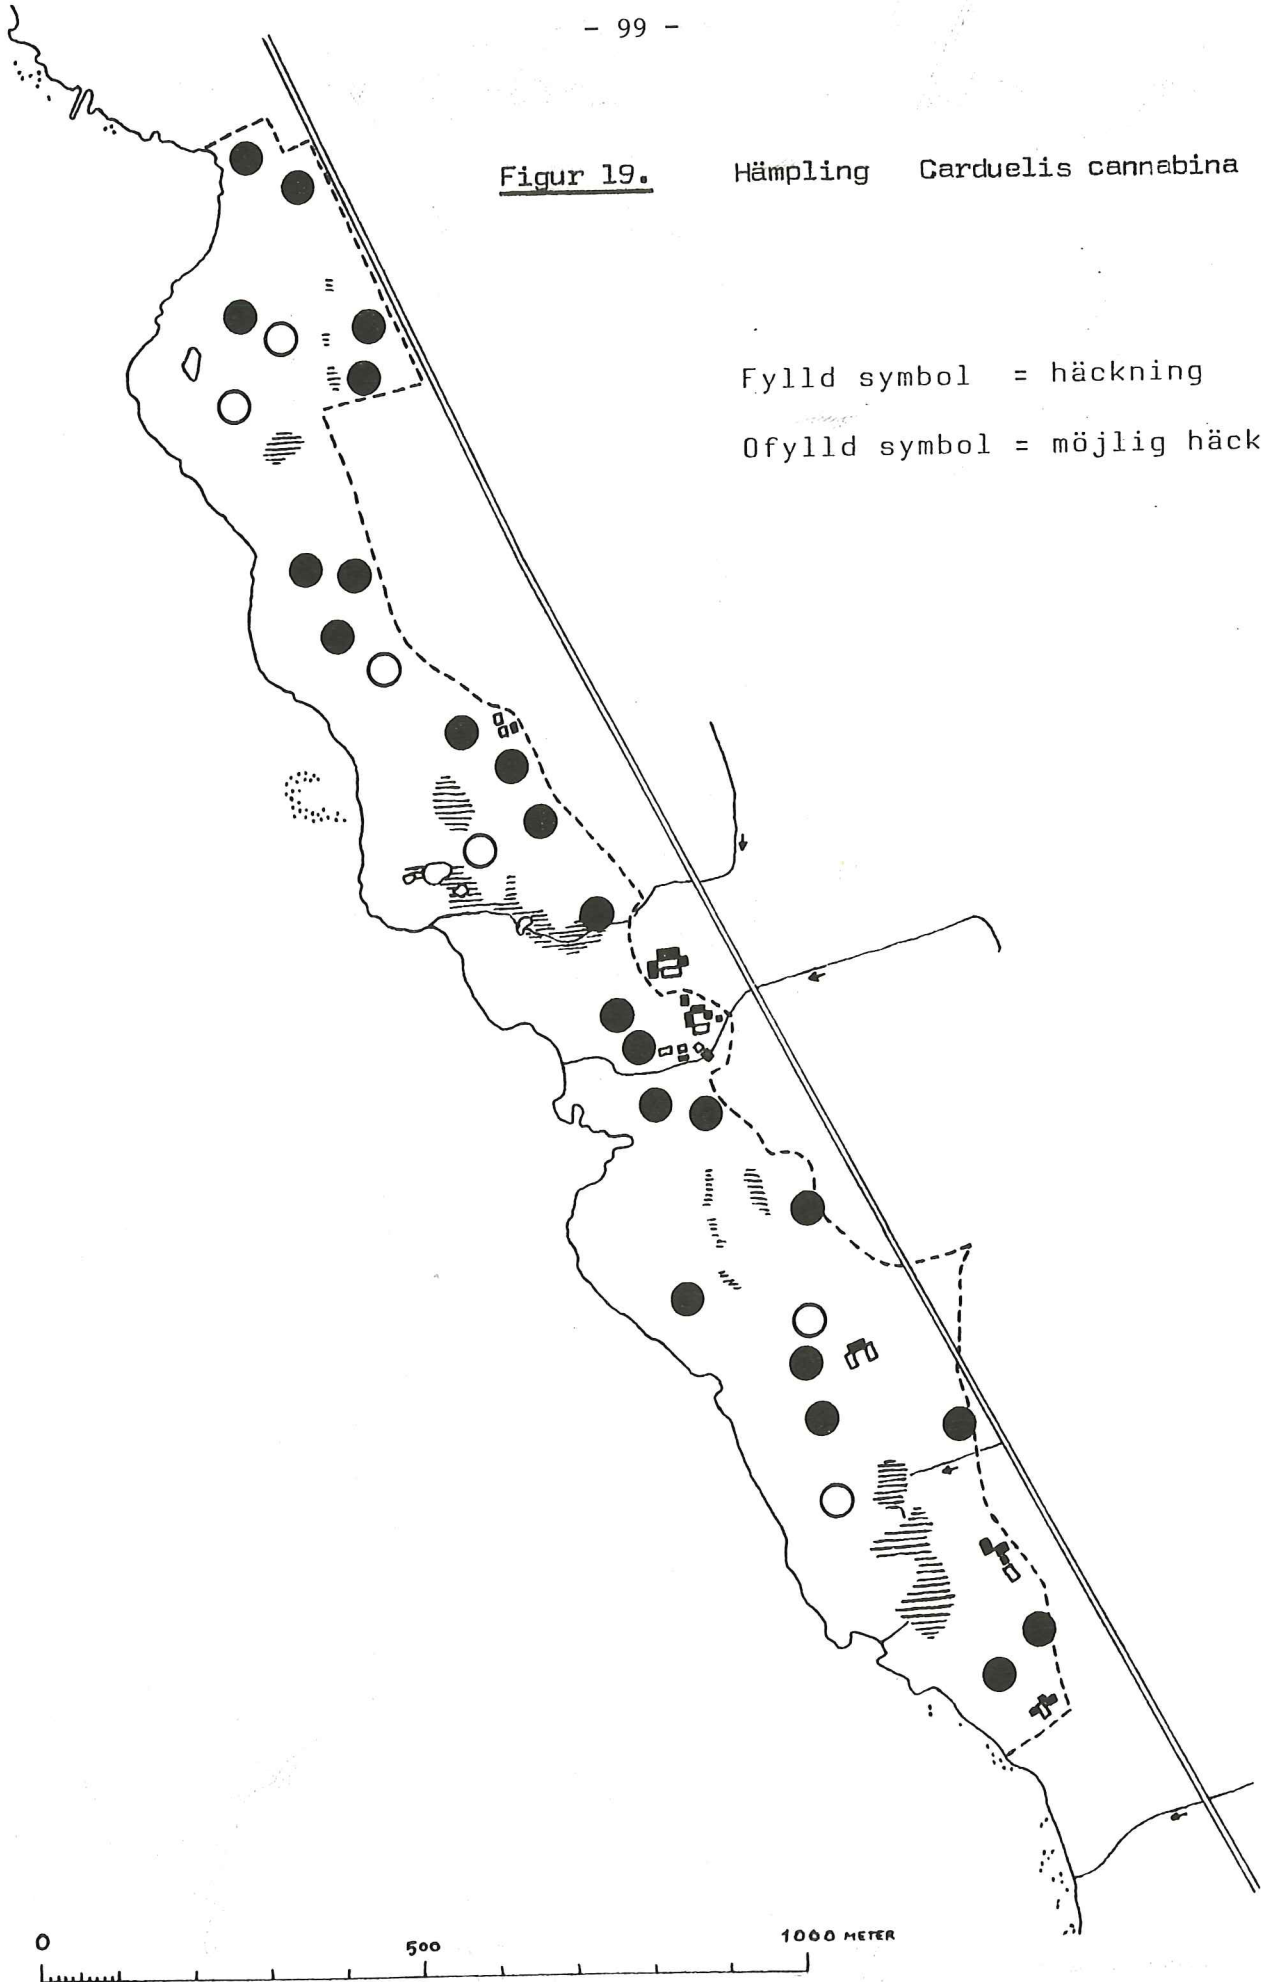 - 99 -
Figur 19. Hämpling Carduelis cannabina
Fylld symbol = häckning
Ofylld symbol = möjlig häck
0 500 1000 METER